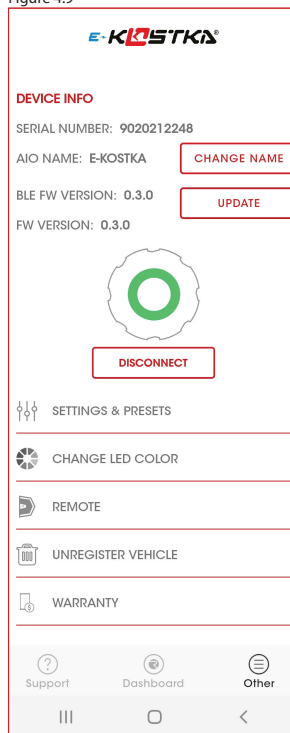 Figure 4.9
E-KOSTKA®
DEVICE INFO
SERIAL NUMBER: 9020212248
AIO NAME: E-KOSTKA
CHANGE NAME
BLE FW VERSION: 0.3.0
UPDATE
FW VERSION: 0.3.0
DISCONNECT
SETTINGS & PRESETS
CHANGE LED COLOR
REMOTE
UNREGISTER VEHICLE
WARRANTY
Support Dashboard Other